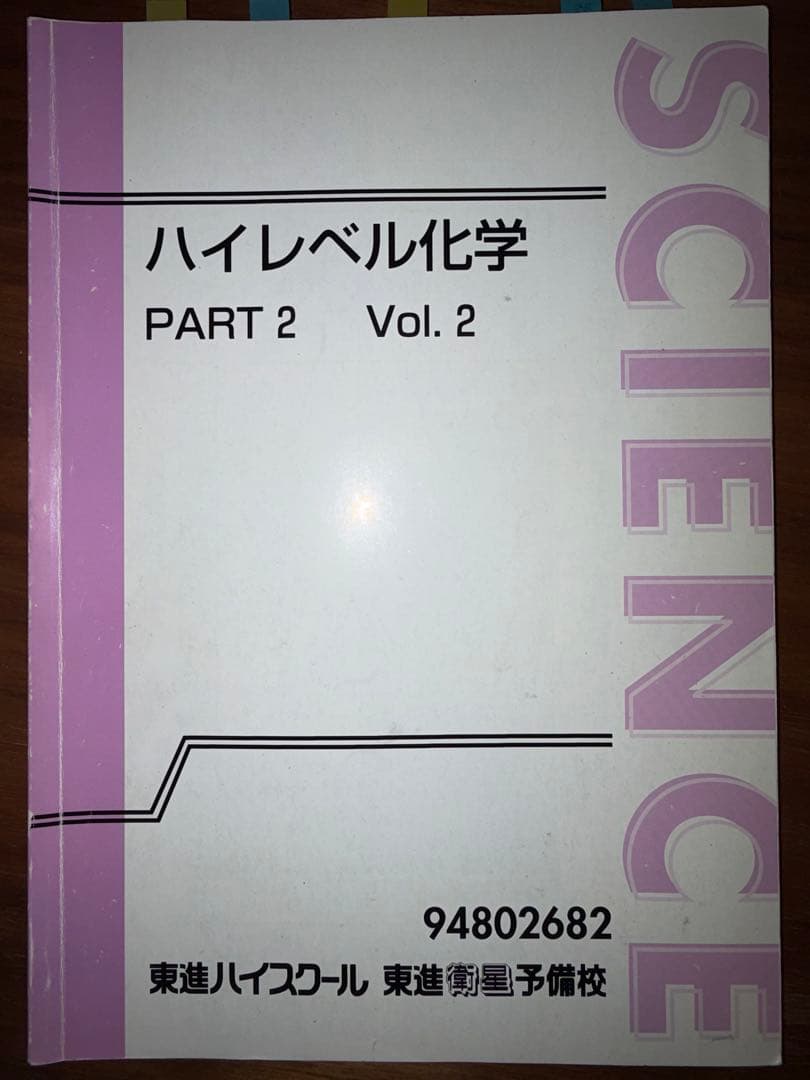 ハイレベル化学
PART 2 Vol. 2
SCIENCE
94802682
東進ハイスクール 東進衛星予備校